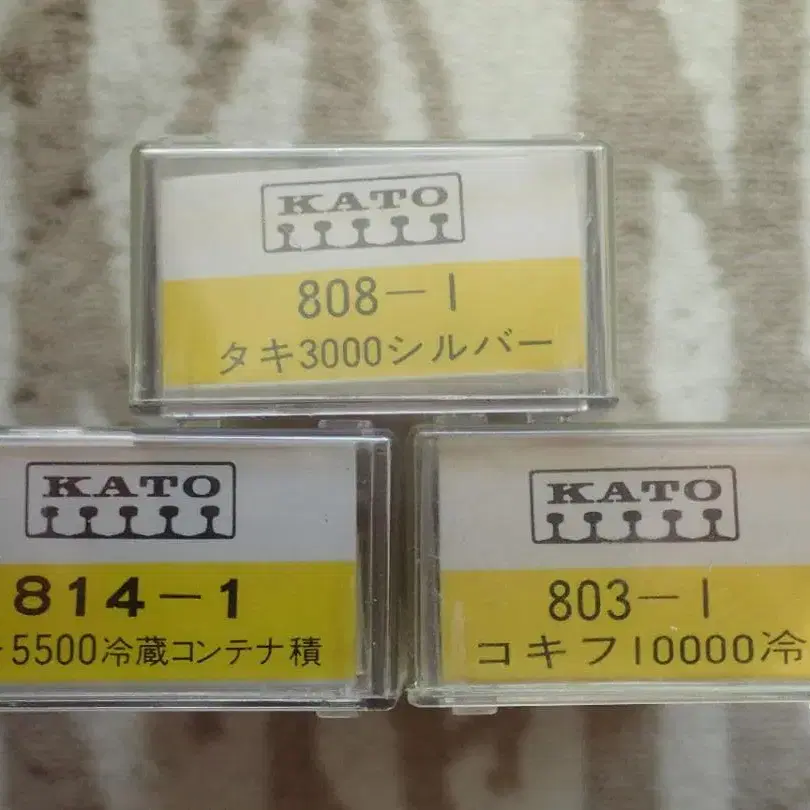 KATO
808-1
タキ3000シルバー
KATO
814-1
5500冷蔵コンテナ積
KATO
803-1
コキフ10000冷